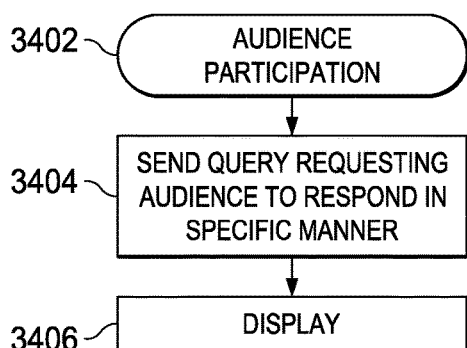 3402
AUDIENCE
PARTICIPATION
3404
SEND QUERY REQUESTING
AUDIENCE TO RESPOND IN
SPECIFIC MANNER
3406
DISPLAY